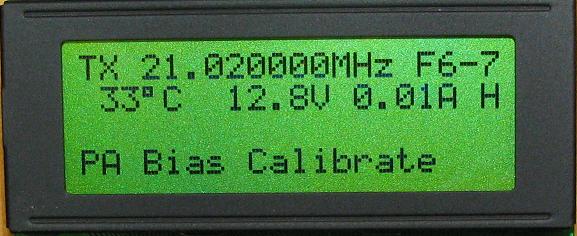 TX 21.020000MHz F6-7
33°C 12.8V 0.01A H
PA Bias Calibrate